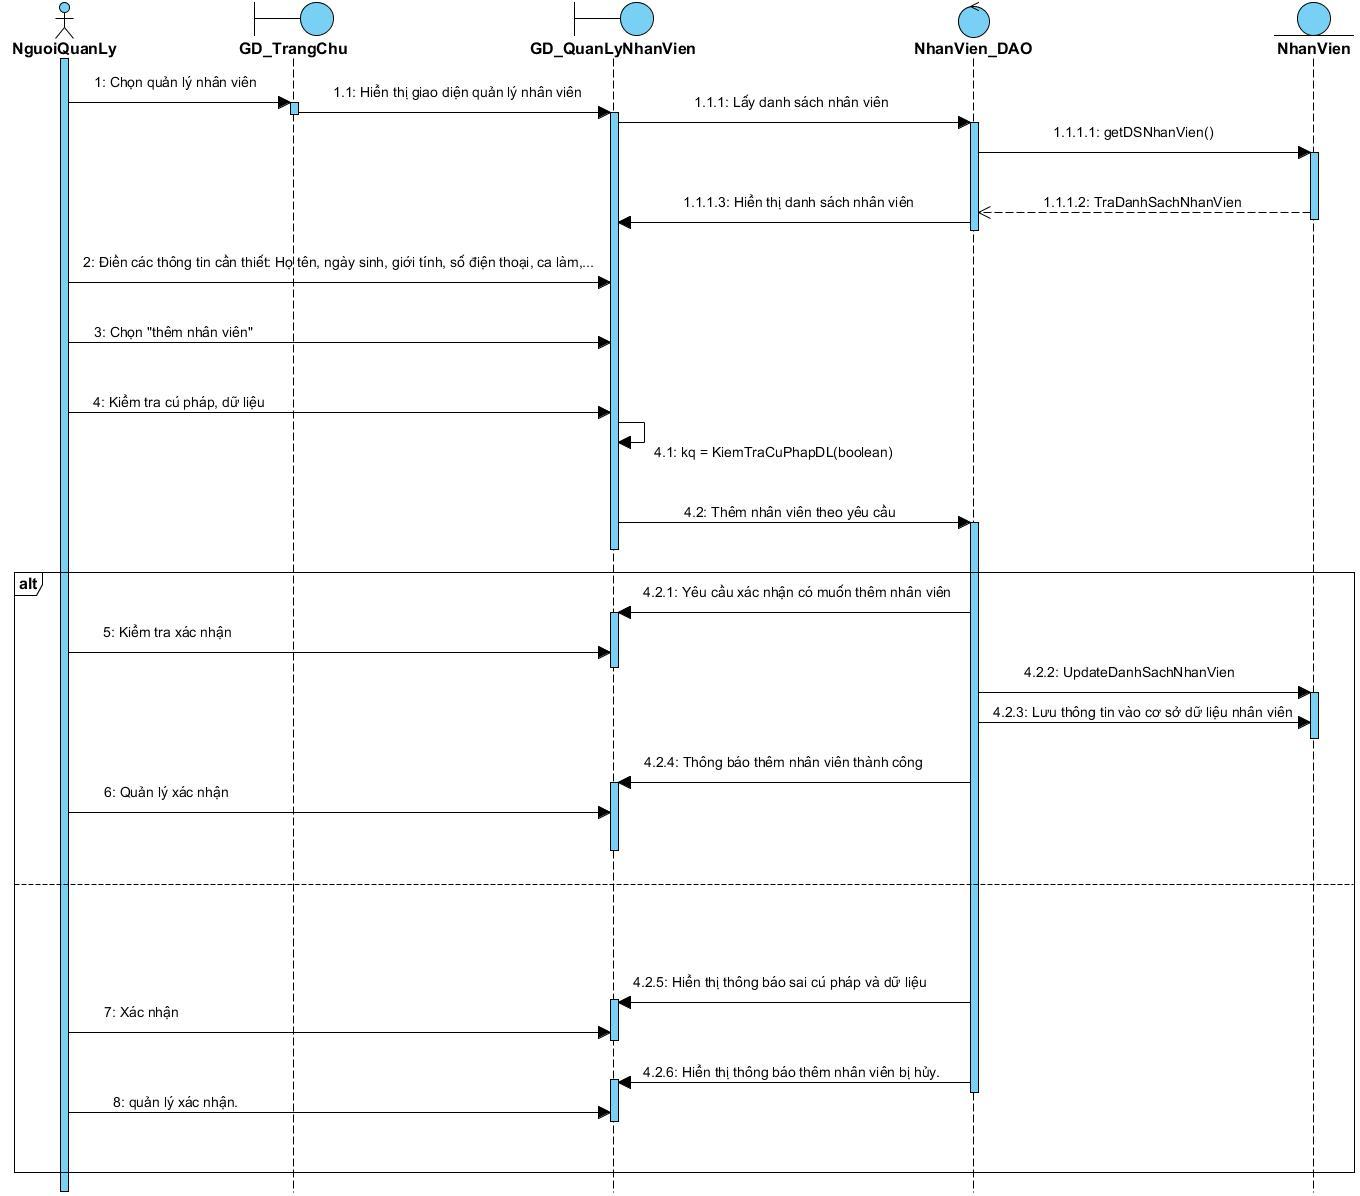 NguoiQuanLy
GD_TrangChu
GD_QuanLyNhanVien
NhanVien_DAO
NhanVien
1: Chọn quản lý nhân viên
1.1: Hiển thị giao diện quản lý nhân viên
1.1.1: Lấy danh sách nhân viên
1.1.1.1: getDSNhanVien()
1.1.1.2: TraDanhSachNhanVien
1.1.1.3: Hiển thị danh sách nhân viên
2: Điền các thông tin cần thiết: Họ tên, ngày sinh, giới tính, số điện thoại, ca làm,...
3: Chọn "thêm nhân viên"
4: Kiểm tra cú pháp, dữ liệu
4.1: kq = KiemTraCuPhapDL(boolean)
4.2: Thêm nhân viên theo yêu cầu
alt
4.2.1: Yêu cầu xác nhận có muốn thêm nhân viên
5: Kiểm tra xác nhận
4.2.2: UpdateDanhSachNhanVien
4.2.3: Lưu thông tin vào cơ sở dữ liệu nhân viên
4.2.4: Thông báo thêm nhân viên thành công
6: Quản lý xác nhận
4.2.5: Hiển thị thông báo sai cú pháp và dữ liệu
7: Xác nhận
4.2.6: Hiển thị thông báo thêm nhân viên bị hủy.
8: quản lý xác nhận.